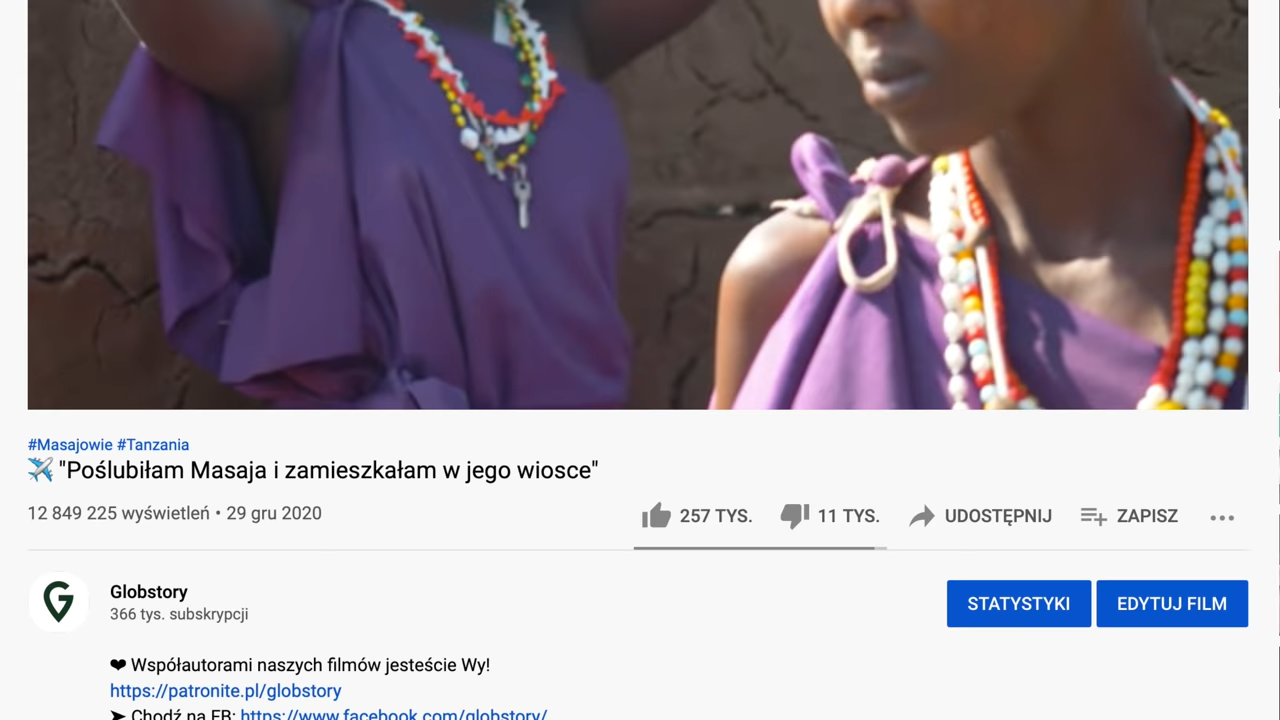 #Masajowie #Tanzania
✈️ "Poślubiłam Masaja i zamieszkałam w jego wiosce"
12 849 225 wyświetleń • 29 gru 2020
257 TYS. 11 TYS. UDOSTĘPNIJ ZAPISZ ...
Globstory
366 tys. subskrypcji
STATYSTYKI EDYTUJ FILM
❤ Współautorami naszych filmów jesteście Wy!
https://patronite.pl/globstory
➤ Chodź na FB: https://www.facebook.com/globstory/